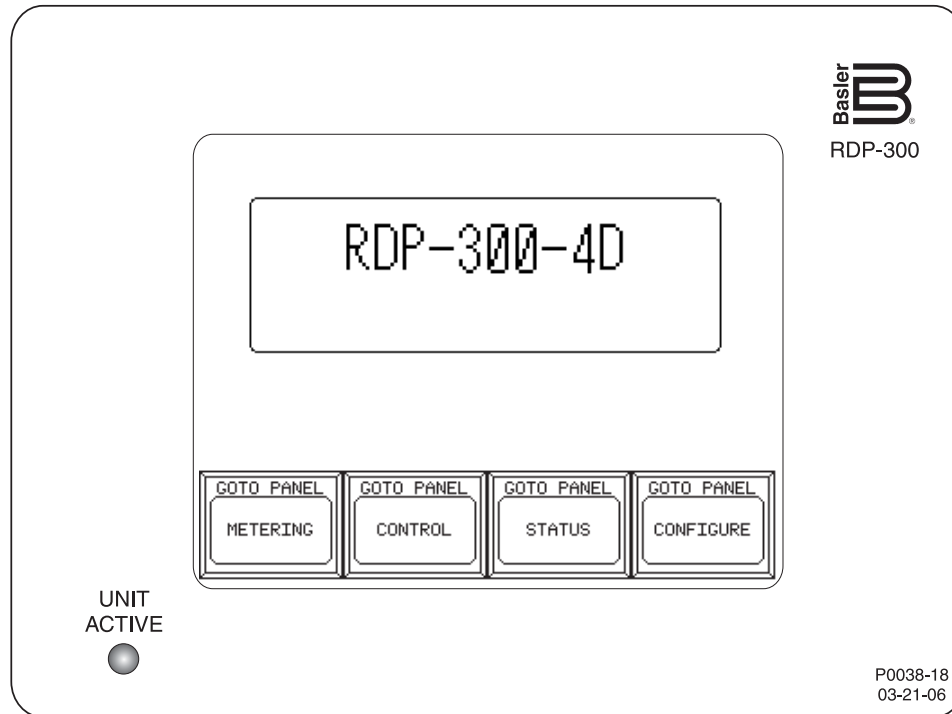 Basler
RDP-300
RDP-300-4D
GOTO PANEL GOTO PANEL GOTO PANEL GOTO PANEL
METERING CONTROL STATUS CONFIGURE
UNIT
ACTIVE
P0038-18
03-21-06